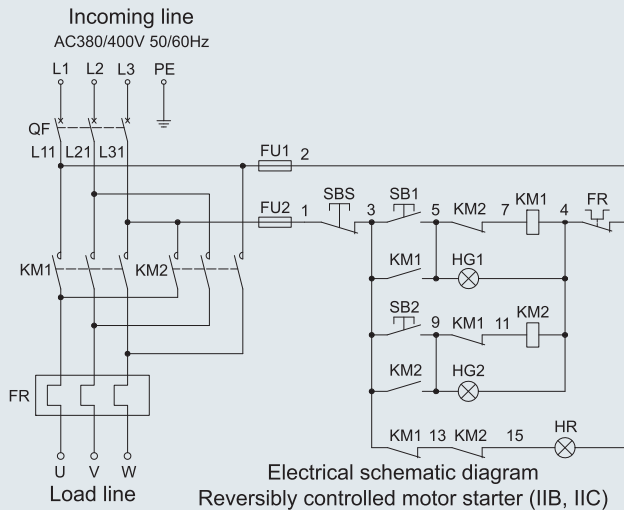 Incoming line
AC380/400V 50/60Hz
L1 L2 L3 PE
QF
L11 L21 L31
FU1 2
FU2 1 SBS 3 SB1 5 KM2 7 KM1 4 FR
KM1 KM2
KM1 HG1
SB2 9 KM1 11 KM2
KM2 HG2
FR
KM1 13 KM2 15 HR
U V W
Load line
Electrical schematic diagram
Reversibly controlled motor starter (IIB, IIC)